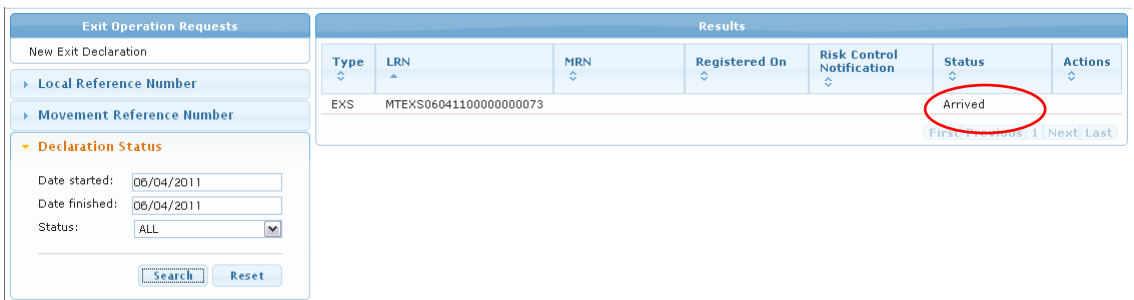 Exit Operation Requests
New Exit Declaration
Local Reference Number
Movement Reference Number
Declaration Status
Date started: 06/04/2011
Date finished: 06/04/2011
Status: ALL
Search Reset
Results
Type LRN MRN Registered On Risk Control Notification Status Actions
EXS MTEXS06041100000000073 Arrived
First Previous 1 Next Last